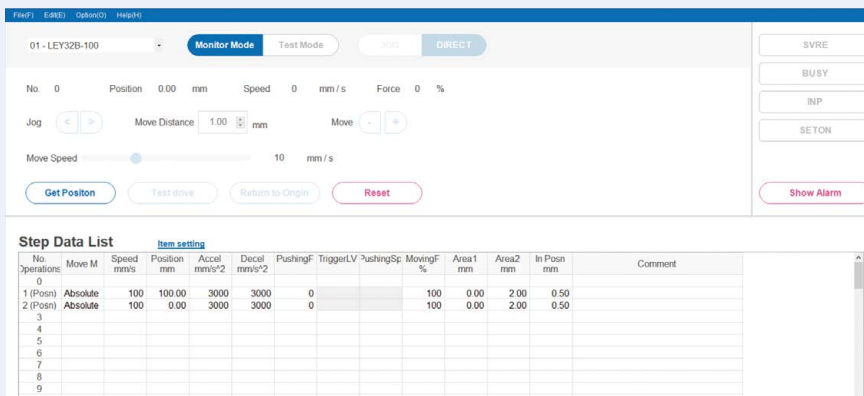 File(F) Edit(E) Option(O) Help(H)
01 - LEY32B-100 Monitor Mode Test Mode JOG DIRECT SVRE
BUSY
No. 0 Position 0.00 mm Speed 0 mm/s Force 0 %
INP
Jog < > Move Distance 1.00 mm Move - +
SETON
Move Speed 10 mm/s
Get Positon Test drive Return to Origin Reset Show Alarm
Step Data List Item setting
No. Operations Move M Speed mm/s Position mm Accel mm/s^2 Decel mm/s^2 PushingF TriggerLV PushingSp MovingF % Area1 mm Area2 mm In Posn mm Comment
0
1 (Posn) Absolute 100 100.00 3000 3000 0 100 0.00 2.00 0.50
2 (Posn) Absolute 100 0.00 3000 3000 0 100 0.00 2.00 0.50
3
4
5
6
7
8
9